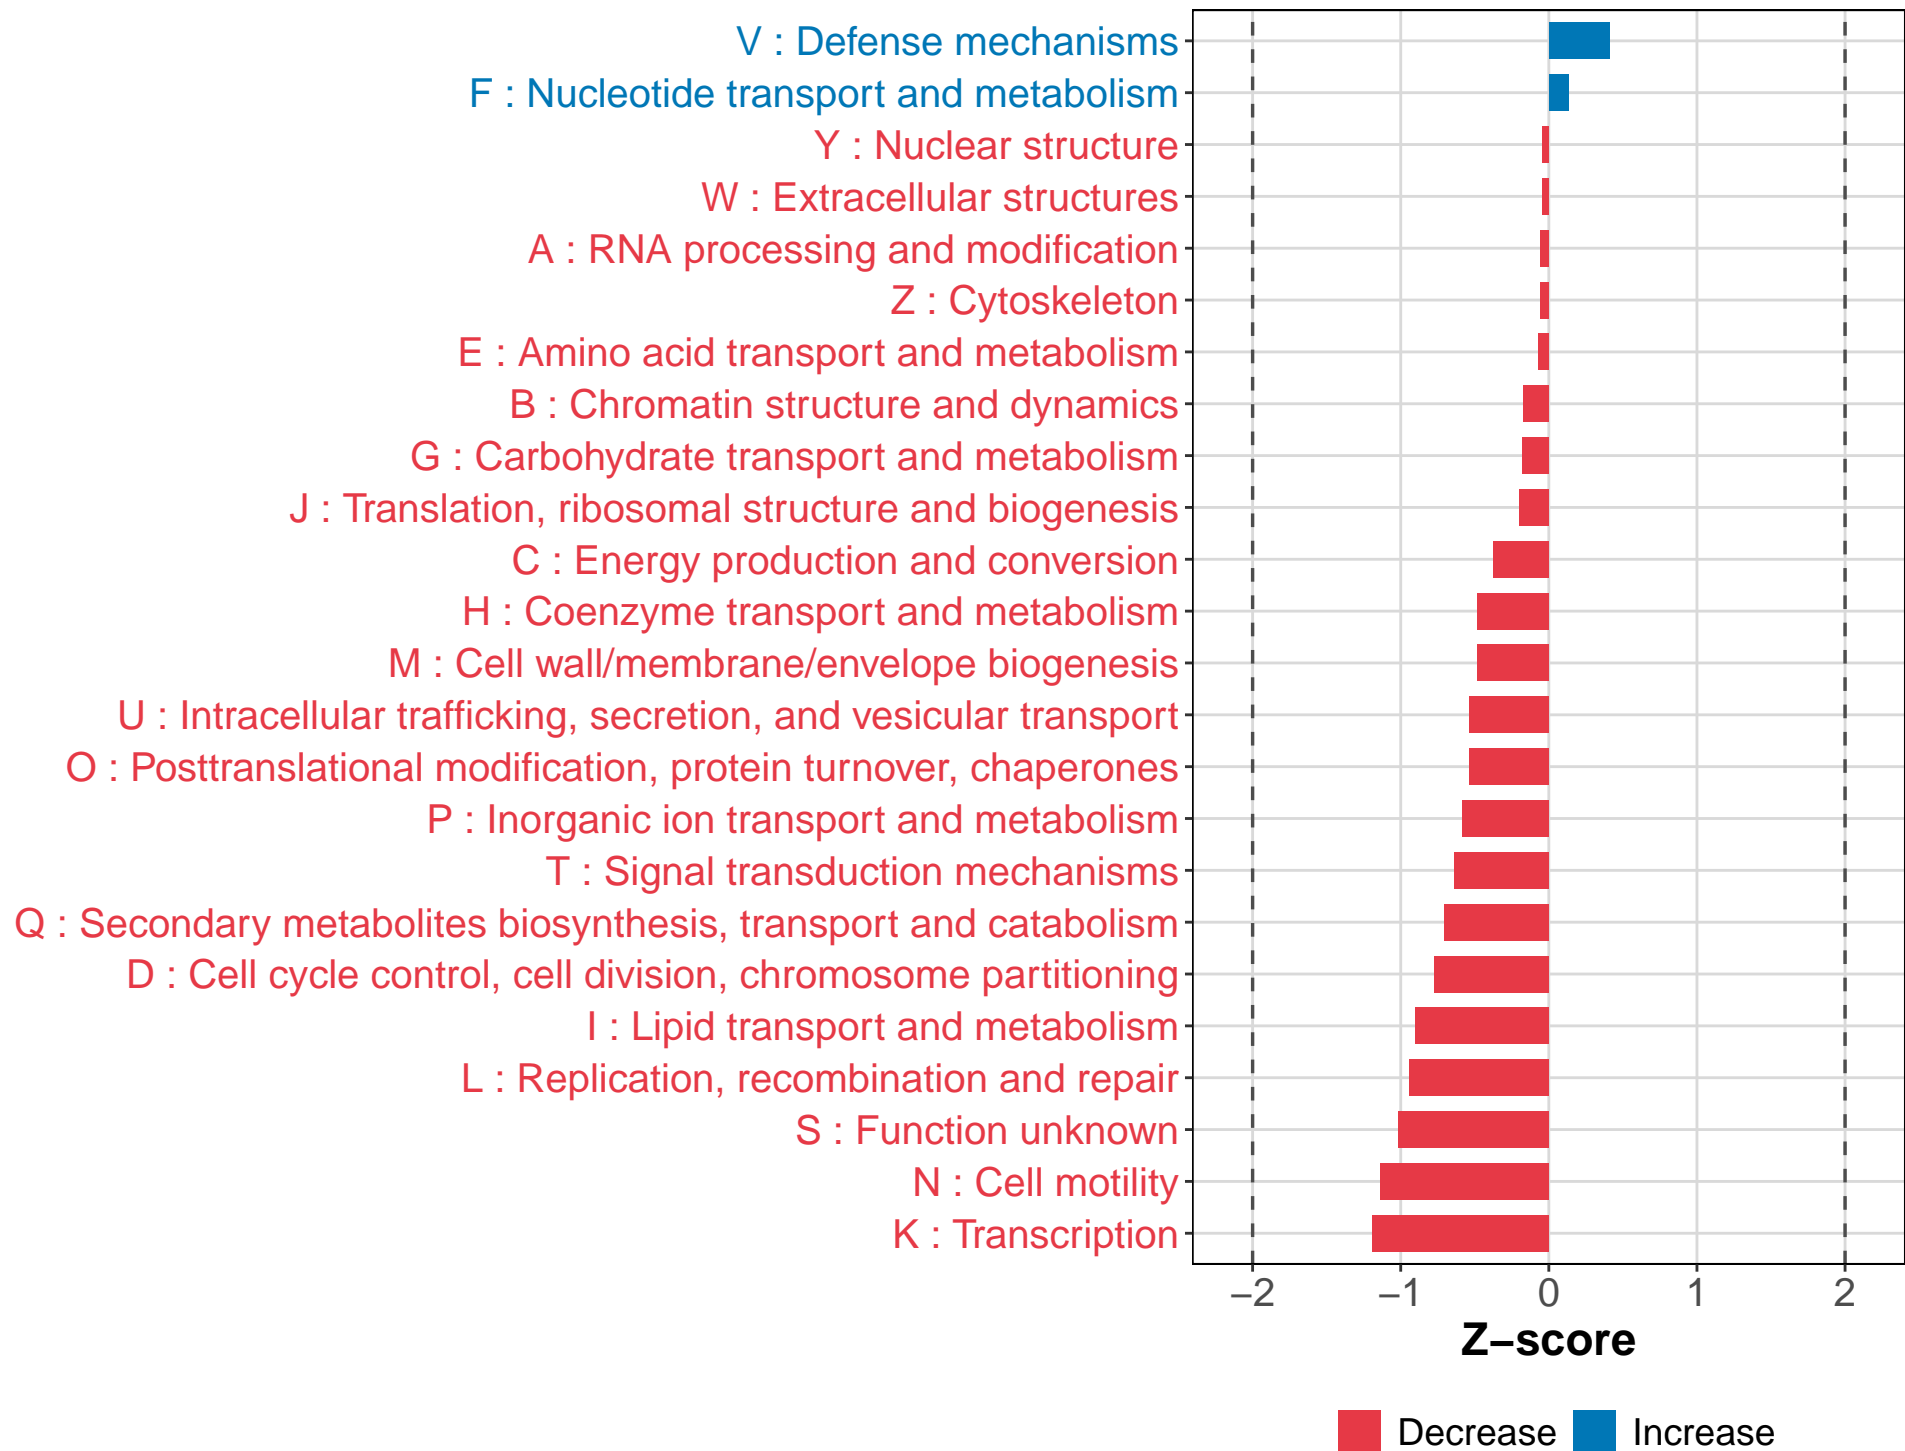 V : Defense mechanisms
F : Nucleotide transport and metabolism
Y : Nuclear structure
W : Extracellular structures
A : RNA processing and modification
Z : Cytoskeleton
E : Amino acid transport and metabolism
B : Chromatin structure and dynamics
G : Carbohydrate transport and metabolism
J : Translation, ribosomal structure and biogenesis
C : Energy production and conversion
H : Coenzyme transport and metabolism
M : Cell wall/membrane/envelope biogenesis
U : Intracellular trafficking, secretion, and vesicular transport
O : Posttranslational modification, protein turnover, chaperones
P : Inorganic ion transport and metabolism
T : Signal transduction mechanisms
Q : Secondary metabolites biosynthesis, transport and catabolism
D : Cell cycle control, cell division, chromosome partitioning
I : Lipid transport and metabolism
L : Replication, recombination and repair
S : Function unknown
N : Cell motility
K : Transcription
−2 −1 0 1 2
Z−score
Decrease Increase